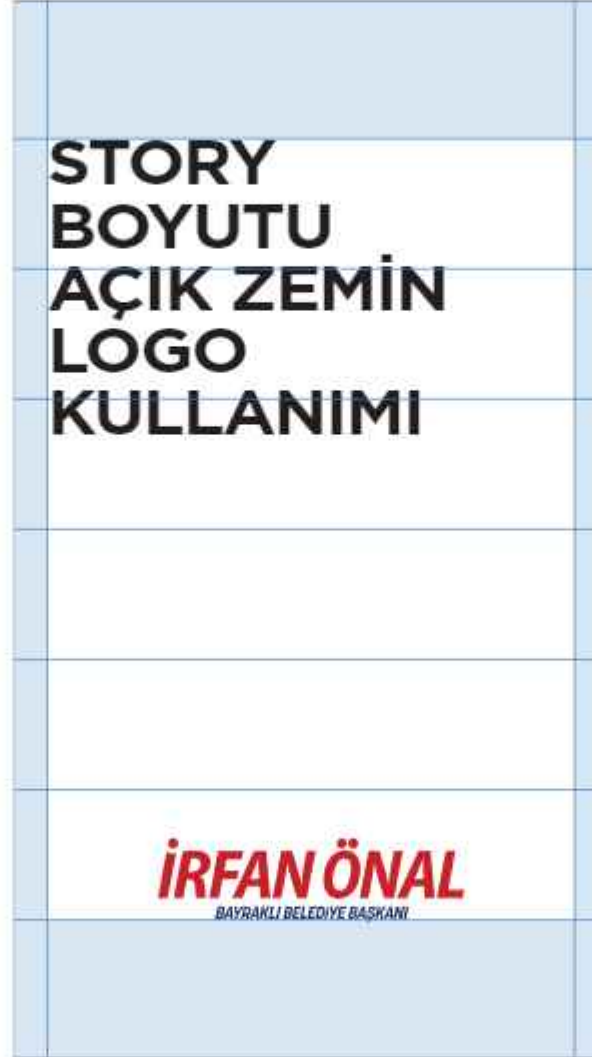 STORY
BOYUTU
AÇIK ZEMİN
LOGO
KULLANIMI
İRFAN ÖNAL
BAYRAKLI BELEDİYE BAŞKANI